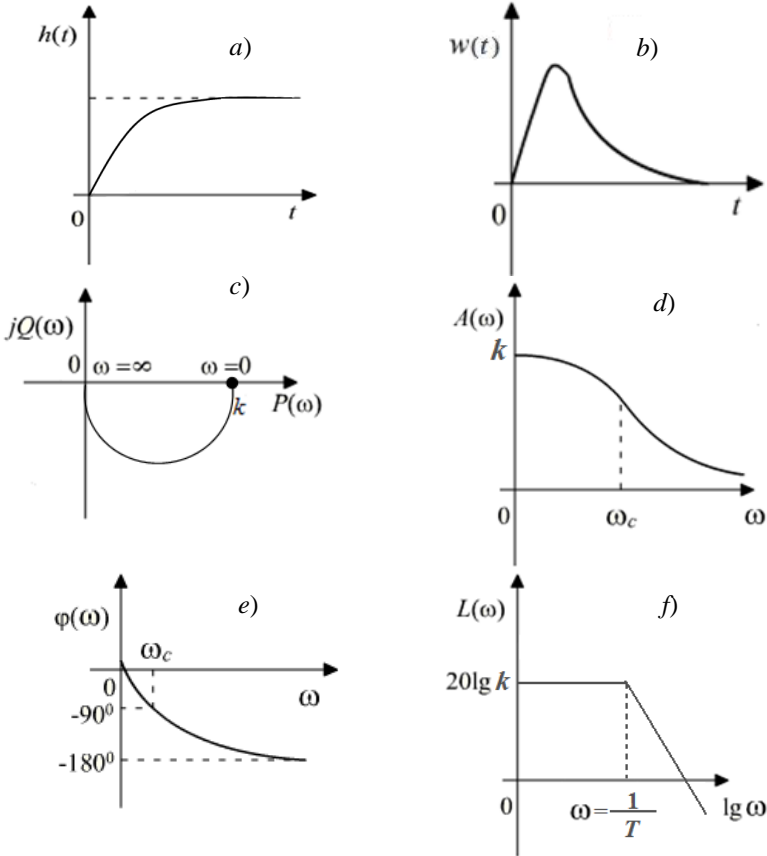 h(t)
a)
0
t
w(t)
b)
0
t
c)
jQ(ω)
0 ω=∞ ω=0
k P(ω)
d)
A(ω)
k
0 ω_c ω
e)
φ(ω)
ω_c
0 ω
-90⁰
-180⁰
f)
L(ω)
20lg k
0 ω=1/T lg ω